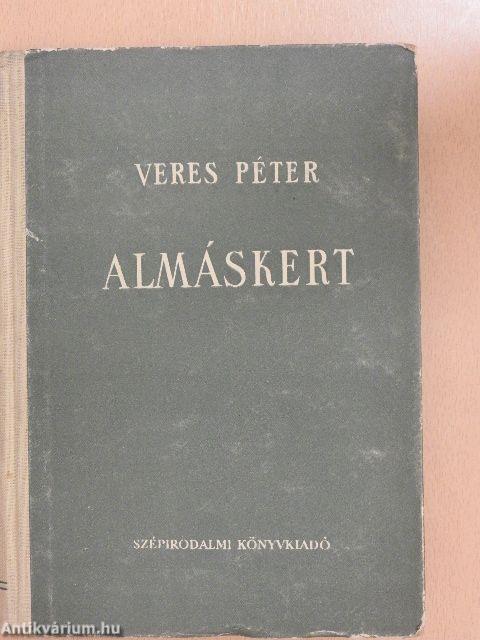 VERES PÉTER
ALMÁSKERT
SZÉPIRODALMI KÖNYVKIADÓ
Antikvárium.hu